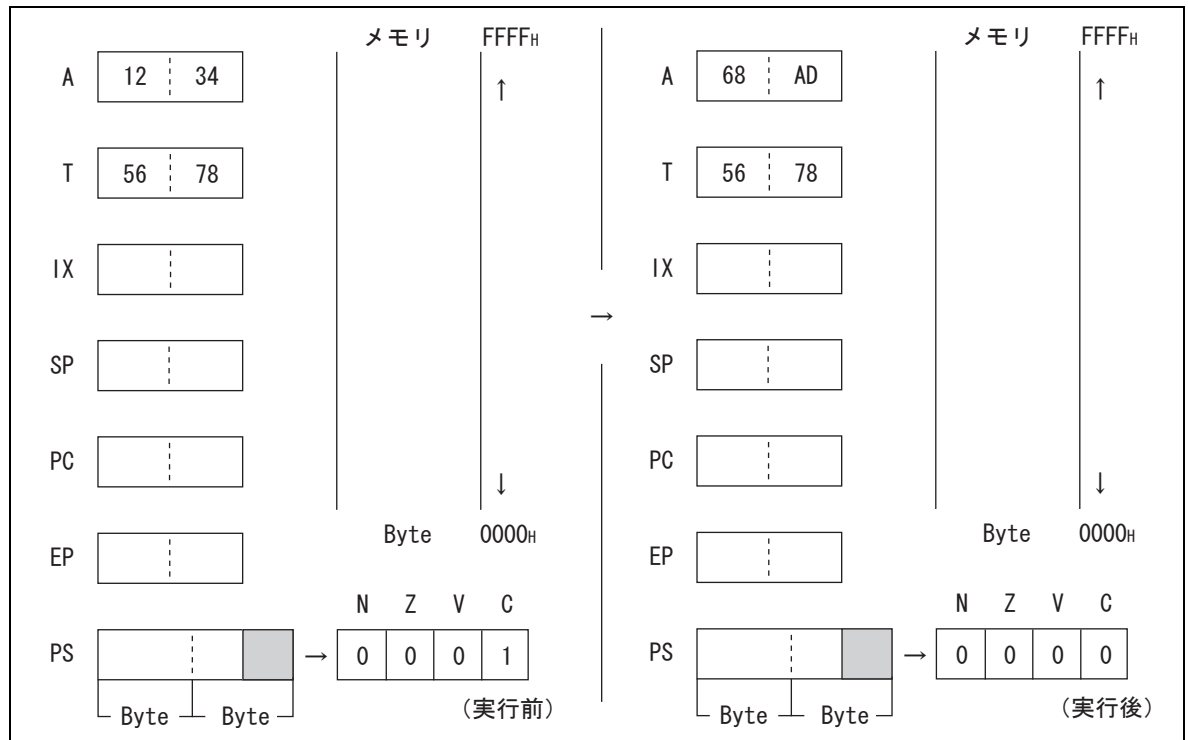 メモリ FFFFH
A 12 34
↑
T 56 78
IX
SP
PC
↓
Byte 0000H
EP
N Z V C
PS → 0 0 0 1
Byte Byte
(実行前)
→
メモリ FFFFH
A 68 AD
↑
T 56 78
IX
SP
PC
↓
Byte 0000H
EP
N Z V C
PS → 0 0 0 0
Byte Byte
(実行後)